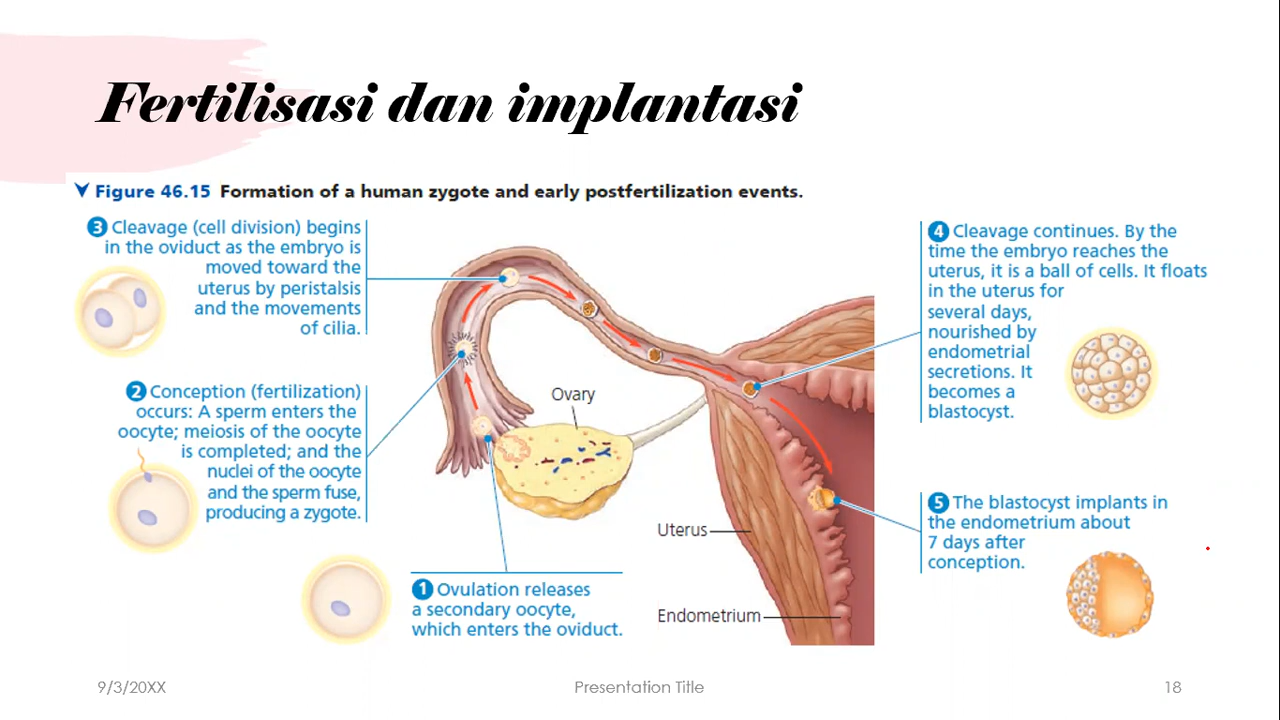 Fertilisasi dan implantasi
Figure 46.15 Formation of a human zygote and early postfertilization events.
3 Cleavage (cell division) begins
in the oviduct as the embryo is
moved toward the
uterus by peristalsis
and the movements
of cilia.
2 Conception (fertilization)
occurs: A sperm enters the
oocyte; meiosis of the oocyte
is completed; and the
nuclei of the oocyte
and the sperm fuse,
producing a zygote.
1 Ovulation releases
a secondary oocyte,
which enters the oviduct.
Ovary
Uterus
Endometrium
4 Cleavage continues. By the
time the embryo reaches the
uterus, it is a ball of cells. It floats
in the uterus for
several days,
nourished by
endometrial
secretions. It
becomes a
blastocyst.
5 The blastocyst implants in
the endometrium about
7 days after
conception.
9/3/20XX
Presentation Title
18